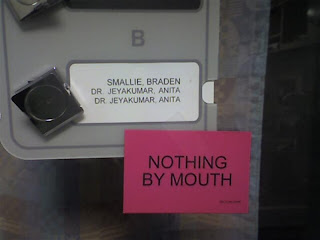 B
SMALLIE, BRADEN
DR. JEYAKUMAR, ANITA
DR. JEYAKUMAR, ANITA
NOTHING
BY MOUTH